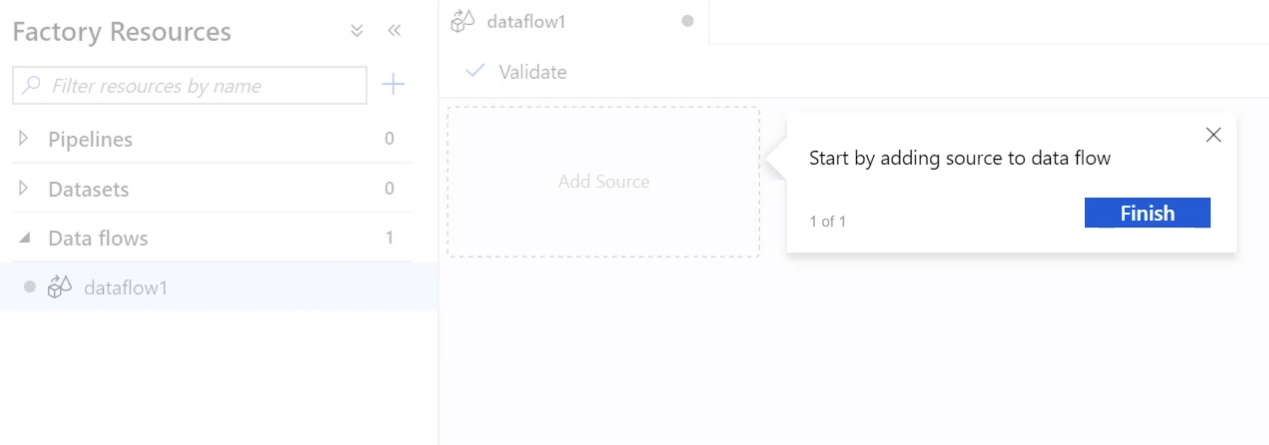 Factory Resources
Filter resources by name
Pipelines 0
Datasets 0
Data flows 1
dataflow1
dataflow1
Validate
Add Source
Start by adding source to data flow
1 of 1
Finish